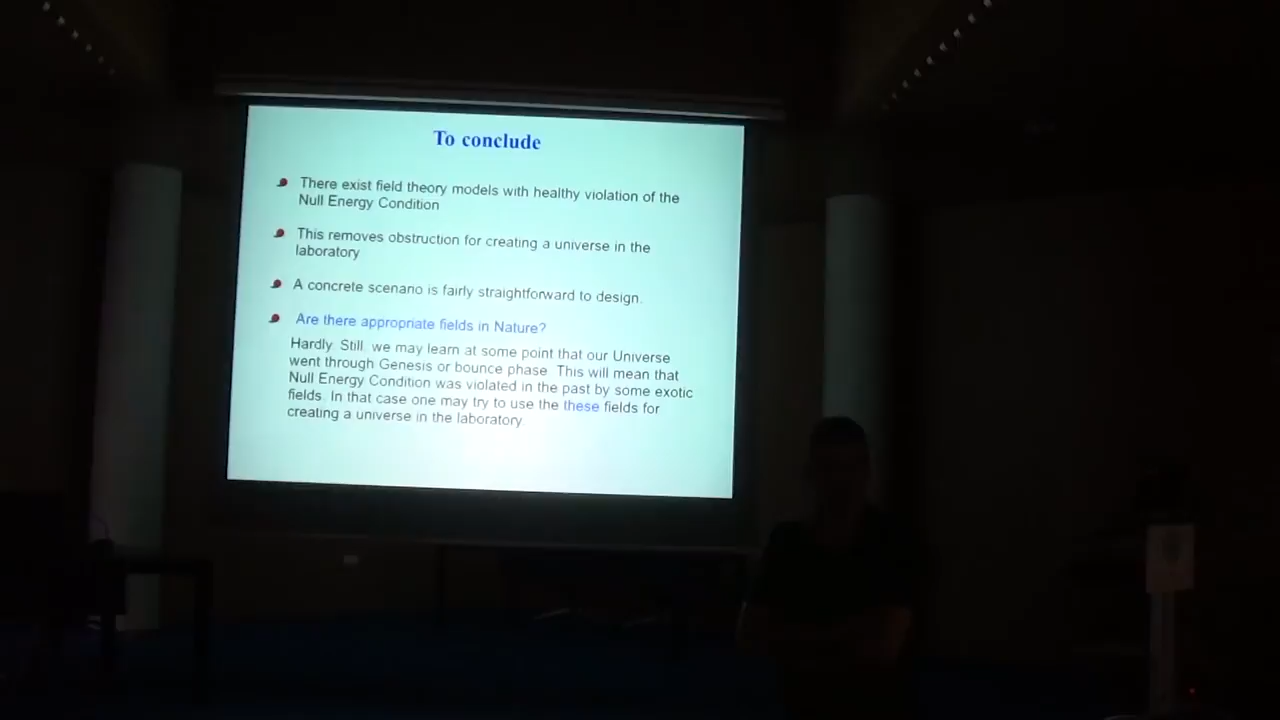 To conclude
There exist field theory models with healthy violation of the
Null Energy Condition
This removes obstruction for creating a universe in the
laboratory
A concrete scenario is fairly straightforward to design.
Are there appropriate fields in Nature?
Hardly. Still, we may learn at some point that our Universe
went through Genesis or bounce phase. This will mean that
Null Energy Condition was violated in the past by some exotic
fields. In that case one may try to use the these fields for
creating a universe in the laboratory